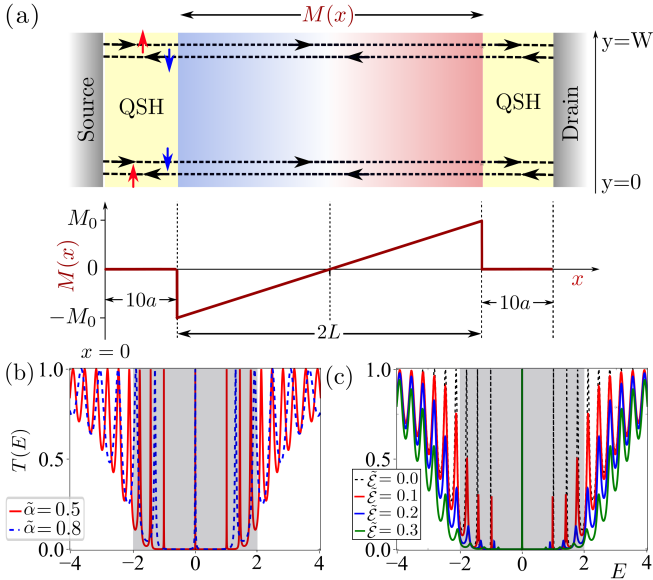 (a)
M(x)
y=W
Source
QSH
QSH
Drain
y=0
M₀
M(x)
0
x
10a
10a
−M₀
2L
x = 0
(b)
(c)
1.0
1.0
T(E)
0.5
0.5
α̃ = 0.5
α̃ = 0.8
ℰ̃ = 0.0
ℰ̃ = 0.1
ℰ̃ = 0.2
ℰ̃ = 0.3
0.0
0.0
−4 −2 0 2 4
−4 −2 0 2 E 4